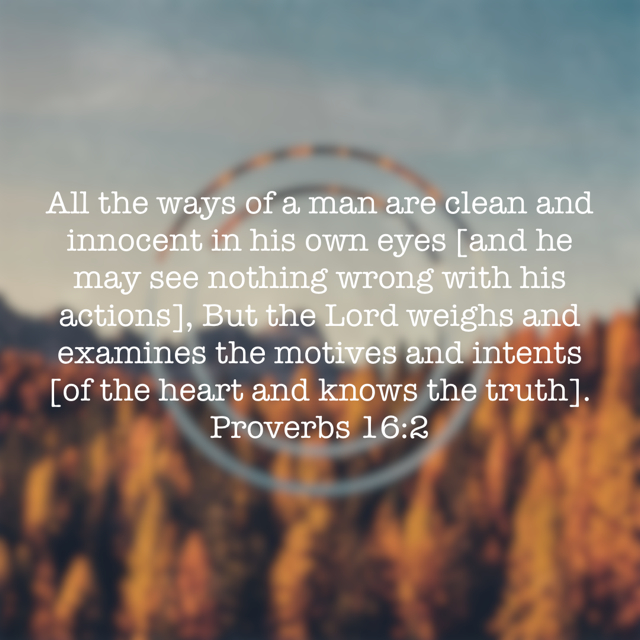 All the ways of a man are clean and
innocent in his own eyes [and he
may see nothing wrong with his
actions], But the Lord weighs and
examines the motives and intents
[of the heart and knows the truth].
Proverbs 16:2